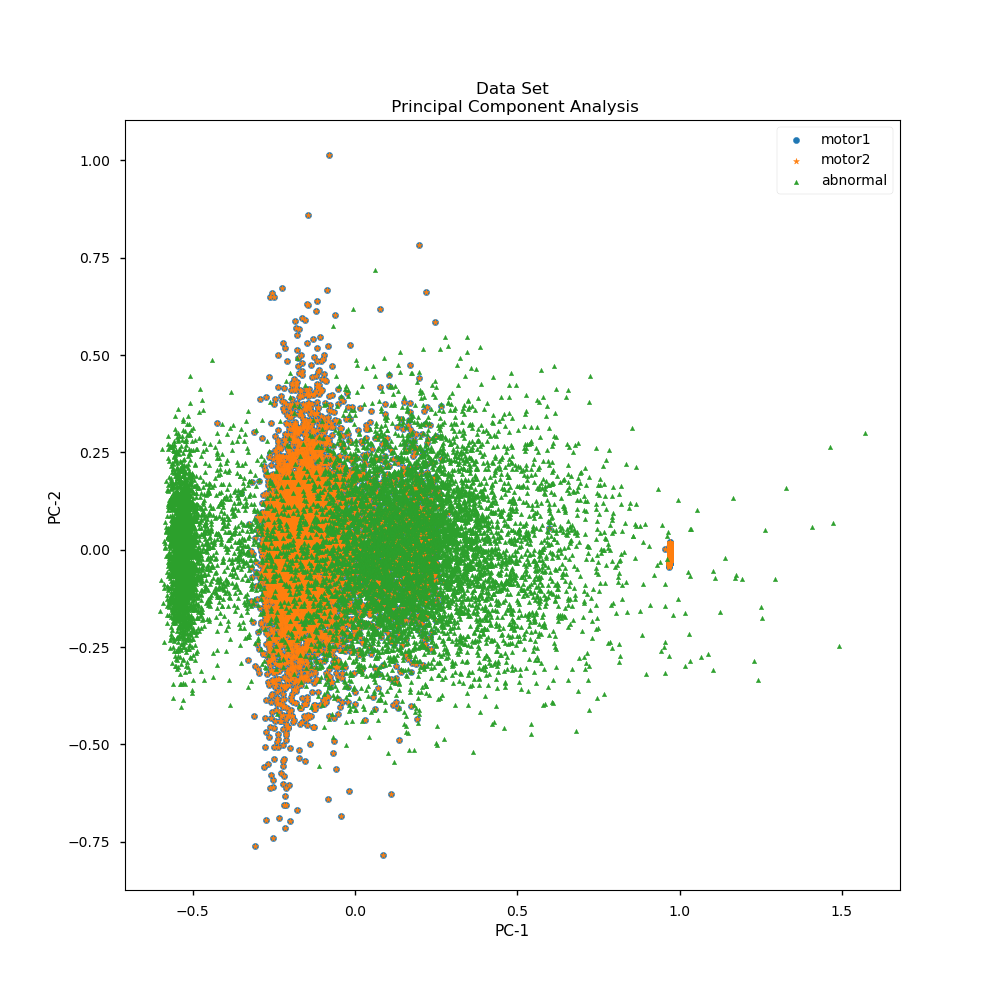 Data Set
Principal Component Analysis
motor1
motor2
abnormal
1.00
0.75
0.50
0.25
0.00
−0.25
−0.50
−0.75
PC-2
−0.5
0.0
0.5
1.0
1.5
PC-1